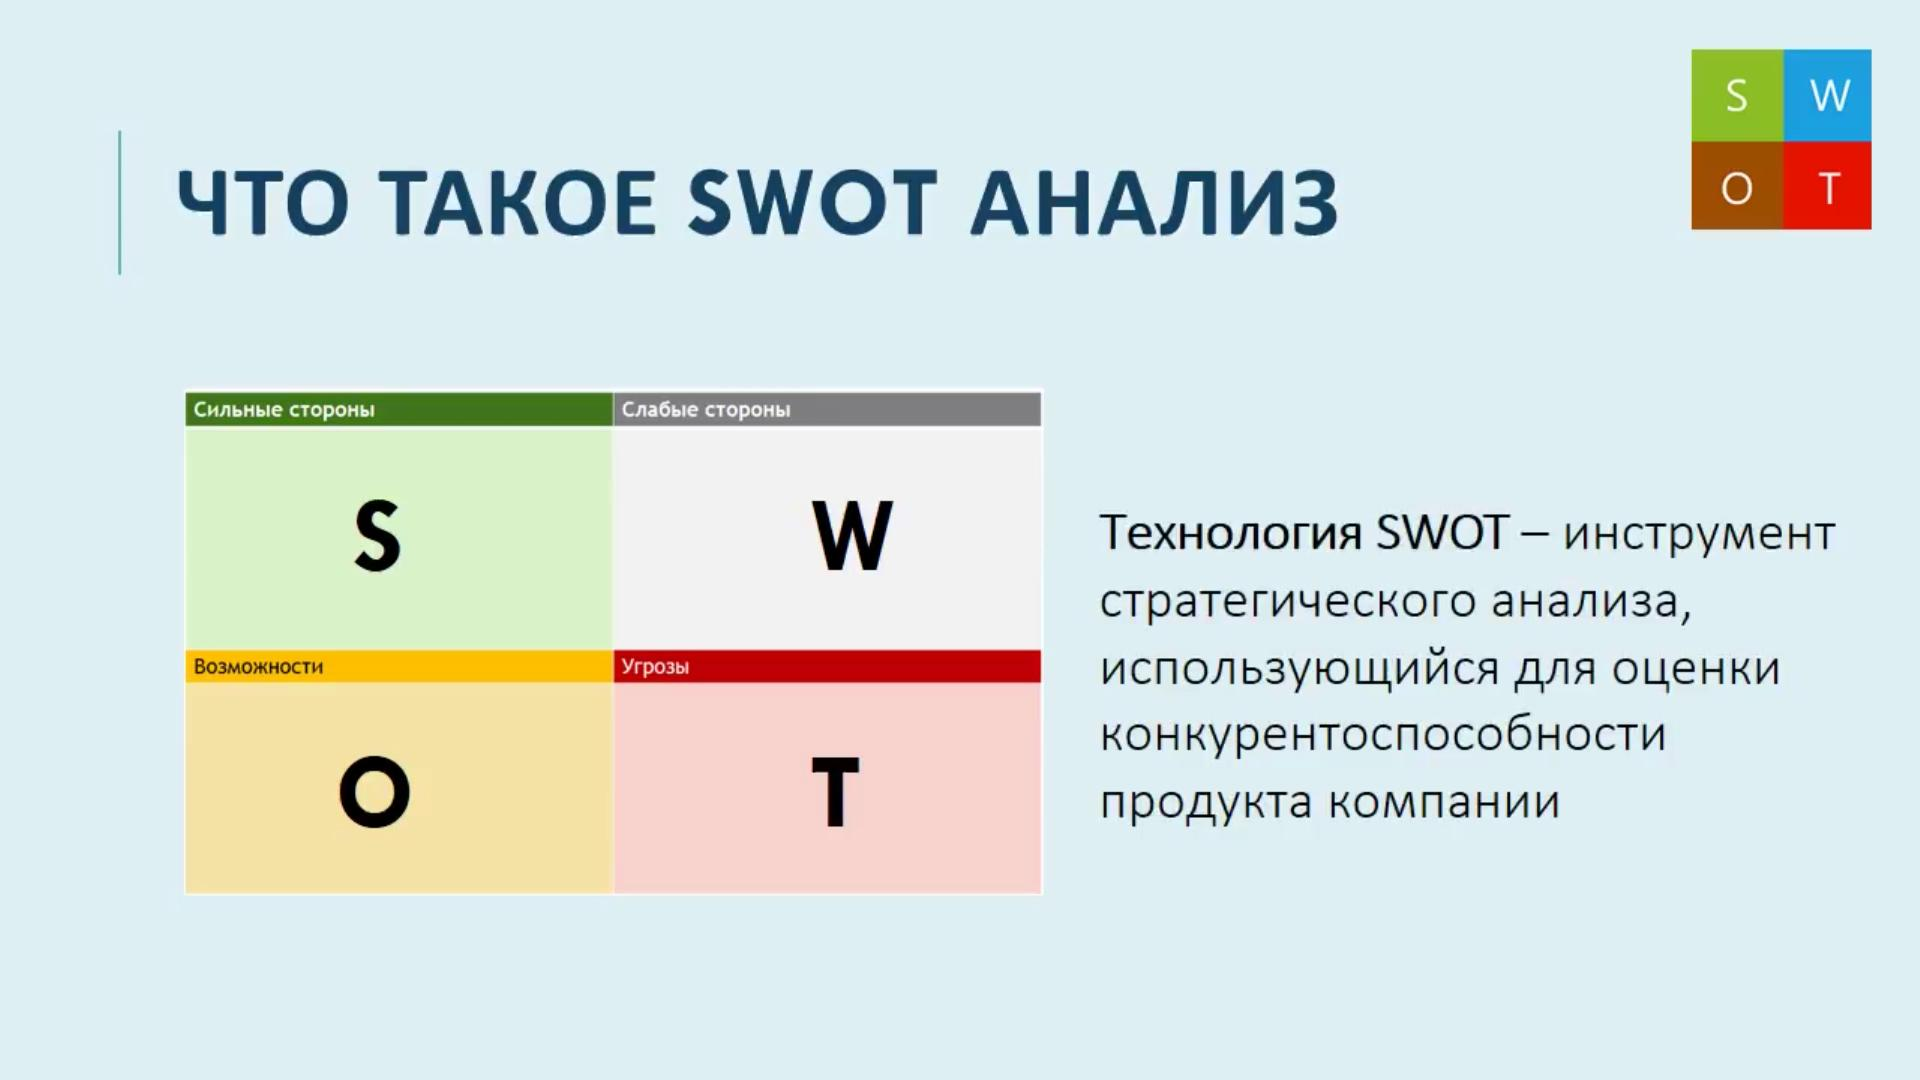 S W
O T
ЧТО ТАКОЕ SWOT АНАЛИЗ
Сильные стороны Слабые стороны
S W
Возможности Угрозы
O T
Технология SWOT – инструмент
стратегического анализа,
использующийся для оценки
конкурентоспособности
продукта компании